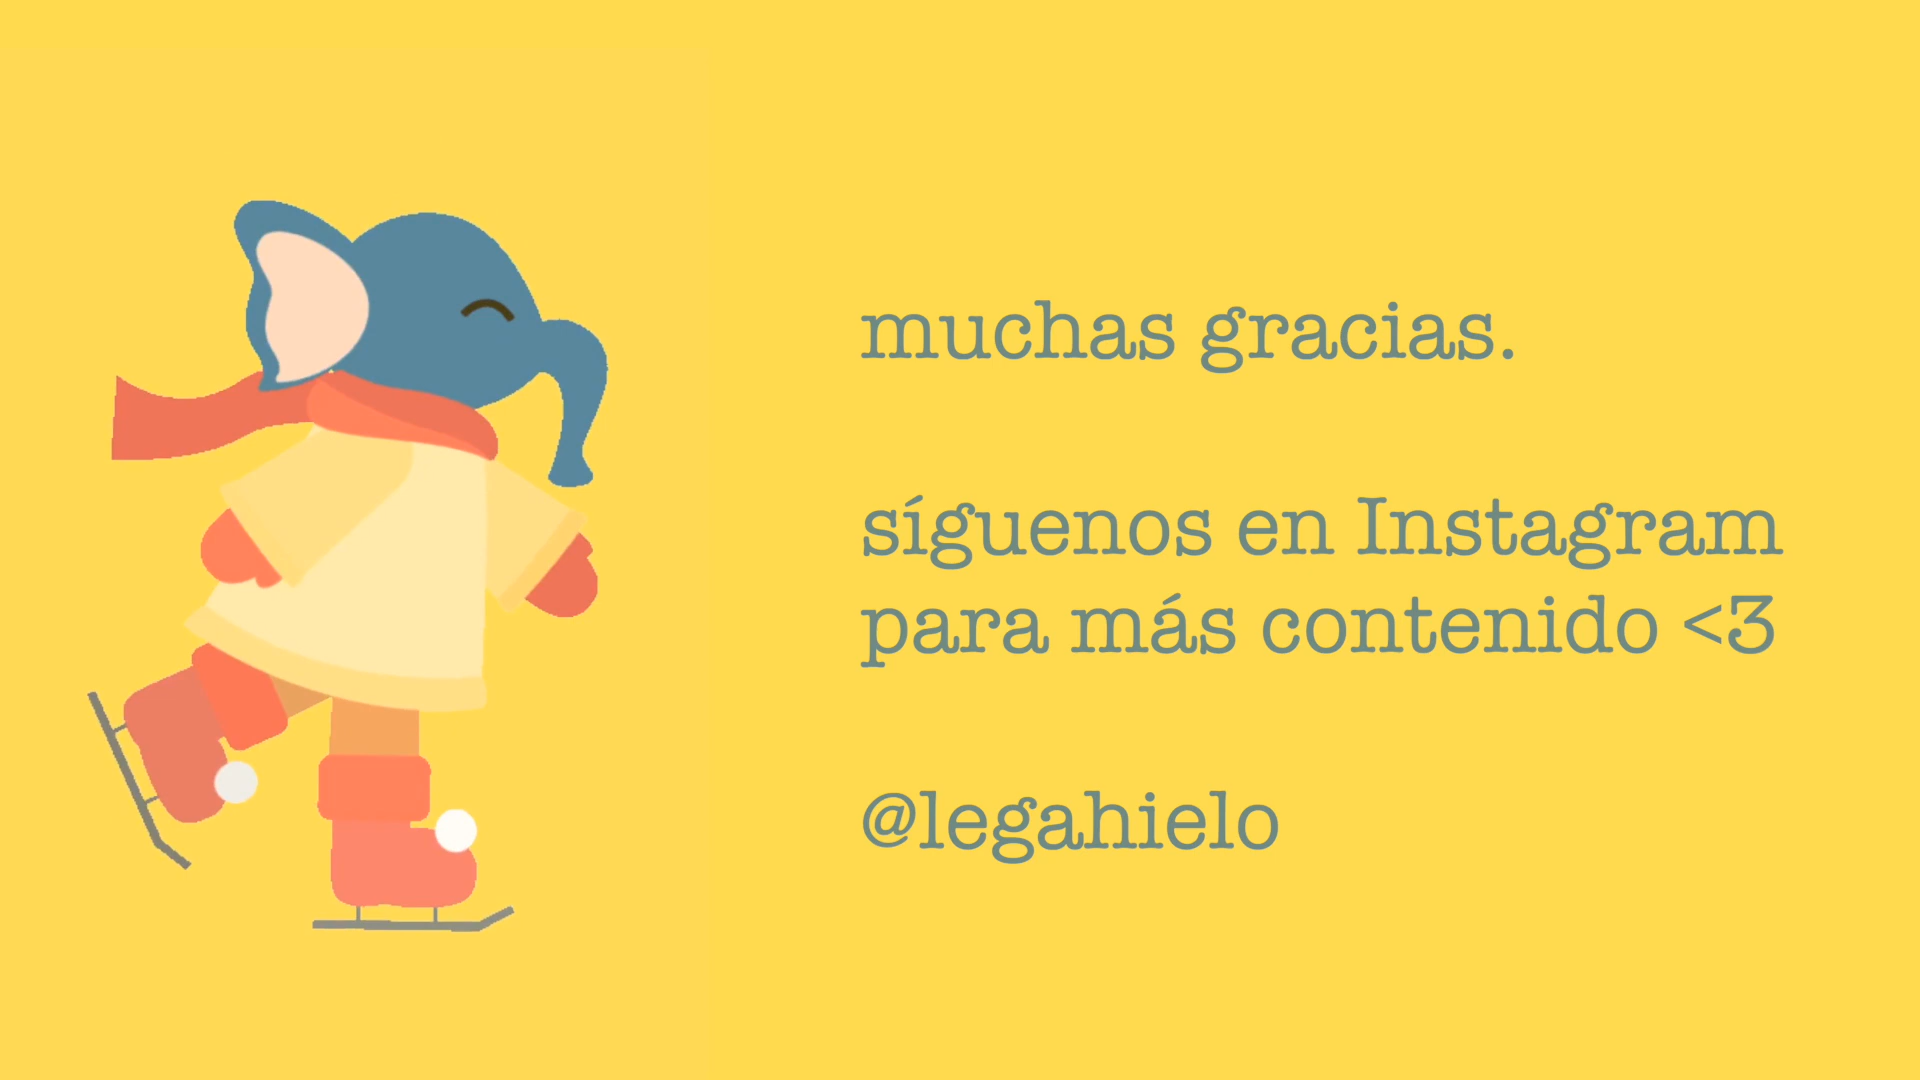 muchas gracias.
síguenos en Instagram
para más contenido <3
@legahielo